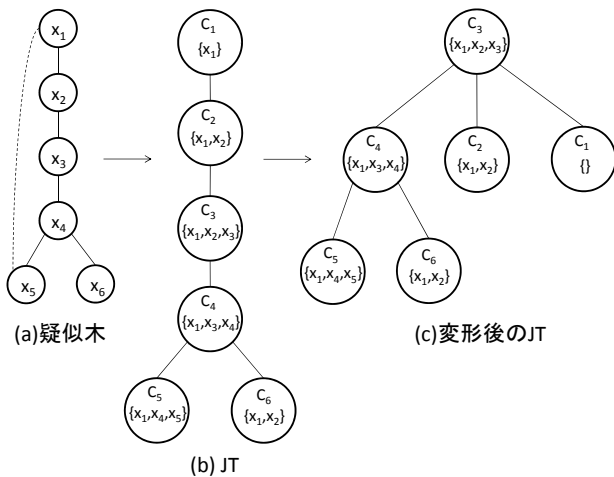 x₁
x₂
x₃
x₄
x₅
x₆
(a)疑似木
C₁
{x₁}
C₂
{x₁,x₂}
C₃
{x₁,x₂,x₃}
C₄
{x₁,x₃,x₄}
C₅
{x₁,x₄,x₅}
C₆
{x₁,x₂}
(b) JT
C₃
{x₁,x₂,x₃}
C₄
{x₁,x₃,x₄}
C₂
{x₁,x₂}
C₁
{}
C₅
{x₁,x₄,x₅}
C₆
{x₁,x₂}
(c)変形後のJT